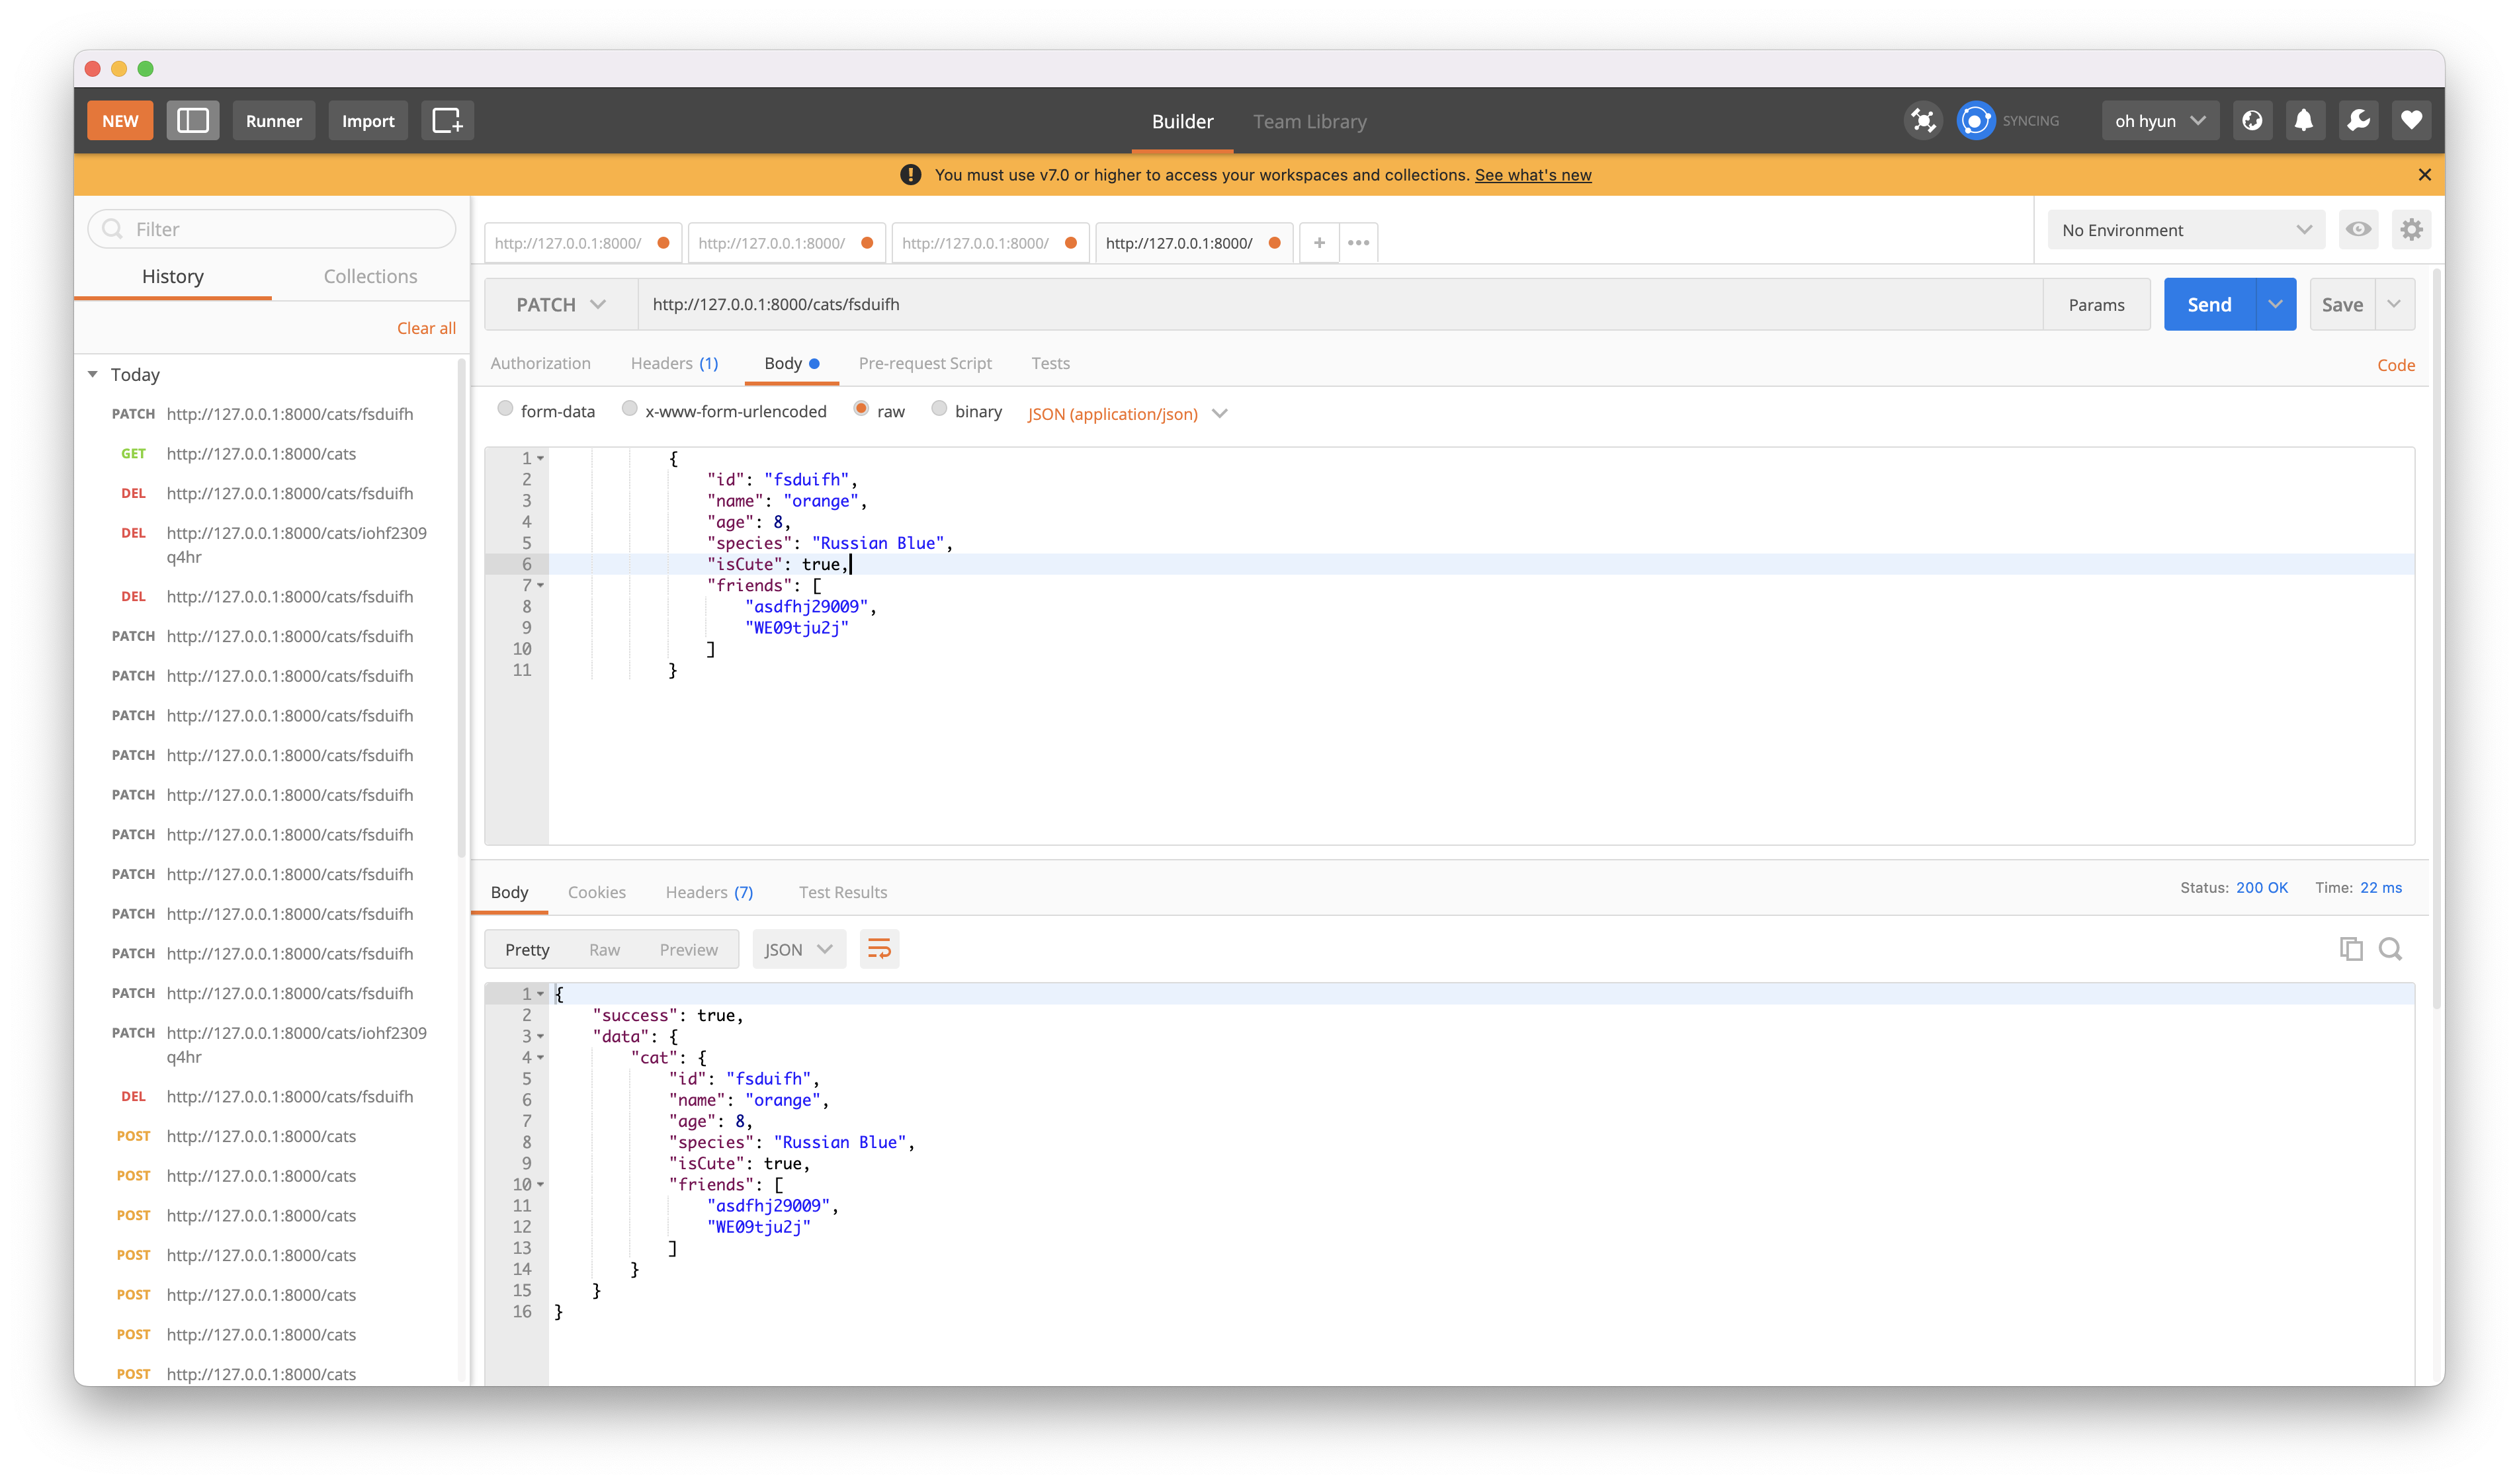 NEW
Runner
Import
Builder
Team Library
SYNCING
oh hyun
You must use v7.0 or higher to access your workspaces and collections. See what's new
Filter
History
Collections
Clear all
Today
PATCH http://127.0.0.1:8000/cats/fsduifh
GET http://127.0.0.1:8000/cats
DEL http://127.0.0.1:8000/cats/fsduifh
DEL http://127.0.0.1:8000/cats/iohf2309
q4hr
DEL http://127.0.0.1:8000/cats/fsduifh
PATCH http://127.0.0.1:8000/cats/fsduifh
PATCH http://127.0.0.1:8000/cats/fsduifh
PATCH http://127.0.0.1:8000/cats/fsduifh
PATCH http://127.0.0.1:8000/cats/fsduifh
PATCH http://127.0.0.1:8000/cats/fsduifh
PATCH http://127.0.0.1:8000/cats/fsduifh
PATCH http://127.0.0.1:8000/cats/fsduifh
PATCH http://127.0.0.1:8000/cats/fsduifh
PATCH http://127.0.0.1:8000/cats/fsduifh
PATCH http://127.0.0.1:8000/cats/fsduifh
PATCH http://127.0.0.1:8000/cats/iohf2309
q4hr
DEL http://127.0.0.1:8000/cats/fsduifh
POST http://127.0.0.1:8000/cats
POST http://127.0.0.1:8000/cats
POST http://127.0.0.1:8000/cats
POST http://127.0.0.1:8000/cats
POST http://127.0.0.1:8000/cats
POST http://127.0.0.1:8000/cats
POST http://127.0.0.1:8000/cats
http://127.0.0.1:8000/ http://127.0.0.1:8000/ http://127.0.0.1:8000/ http://127.0.0.1:8000/
No Environment
PATCH http://127.0.0.1:8000/cats/fsduifh Params Send Save
Authorization Headers (1) Body Pre-request Script Tests Code
form-data x-www-form-urlencoded raw binary JSON (application/json)
1 {
2 "id": "fsduifh",
3 "name": "orange",
4 "age": 8,
5 "species": "Russian Blue",
6 "isCute": true,
7 "friends": [
8 "asdfhj29009",
9 "WE09tju2j"
10 ]
11 }
Body Cookies Headers (7) Test Results Status: 200 OK Time: 22 ms
Pretty Raw Preview JSON
1 {
2 "success": true,
3 "data": {
4 "cat": {
5 "id": "fsduifh",
6 "name": "orange",
7 "age": 8,
8 "species": "Russian Blue",
9 "isCute": true,
10 "friends": [
11 "asdfhj29009",
12 "WE09tju2j"
13 ]
14 }
15 }
16 }